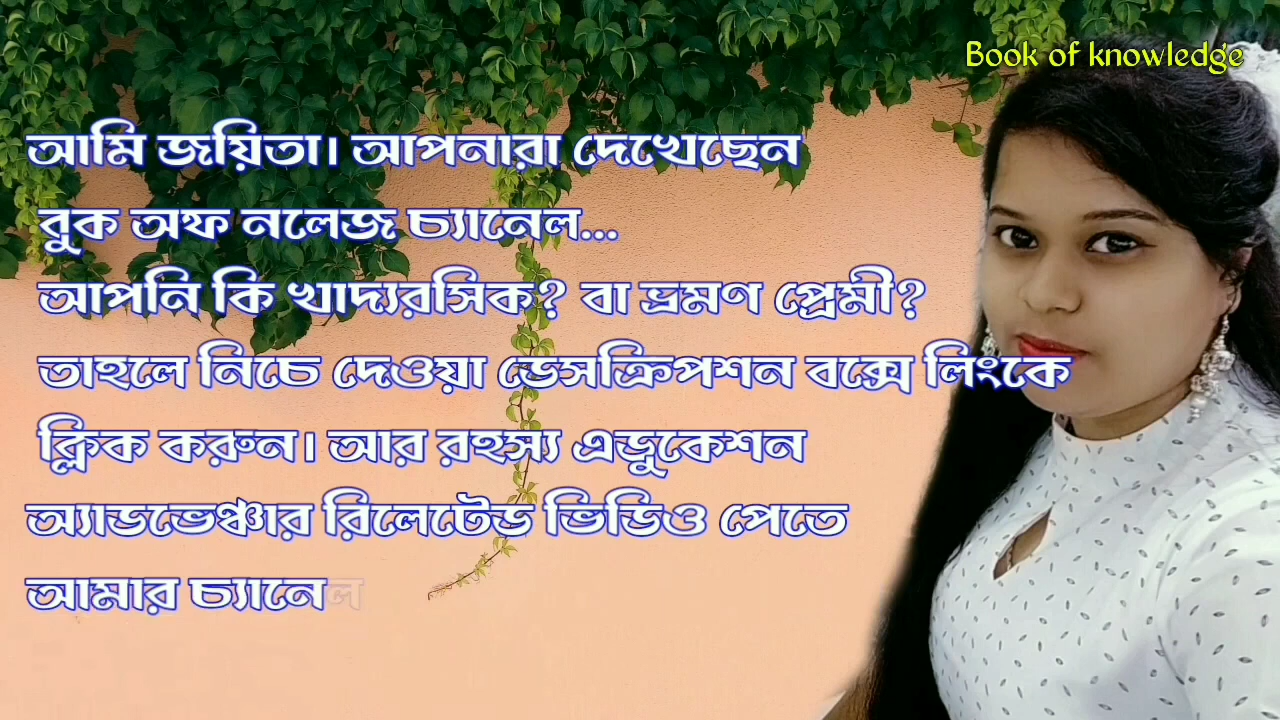 Book of knowledge
আমি জয়িতা। আপনারা দেখেছেন
বুক অফ নলেজ চ্যানেল...
আপনি কি খাদ্যরসিক? বা ভ্রমণ প্রেমী?
তাহলে নিচে দেওয়া ডেসক্রিপশন বক্সে লিংকে
ক্লিক করুন। আর রহস্য এডুকেশন
অ্যাডভেঞ্চার রিলেটেড ভিডিও পেতে
আমার চ্যানেল